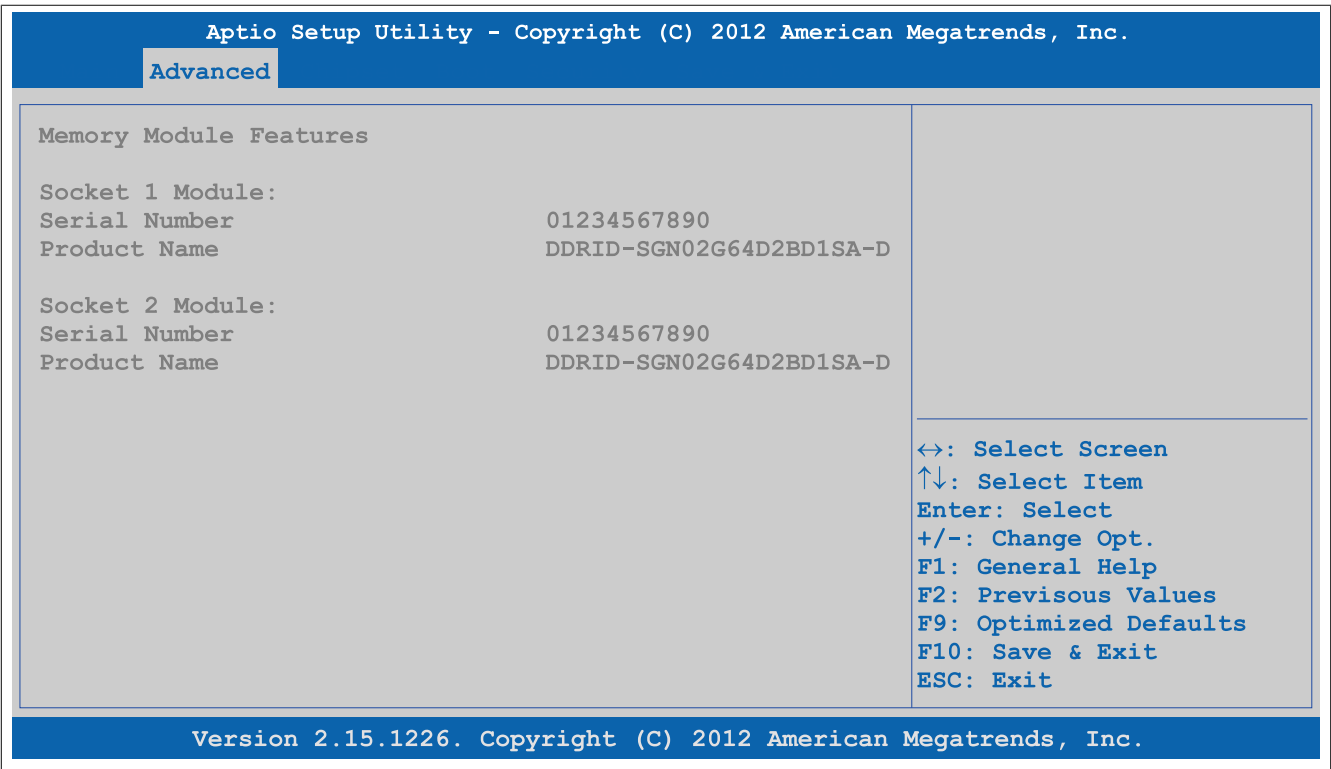 Aptio Setup Utility - Copyright (C) 2012 American Megatrends, Inc.
Advanced
Memory Module Features
Socket 1 Module:
Serial Number 01234567890
Product Name DDRID-SGN02G64D2BD1SA-D
Socket 2 Module:
Serial Number 01234567890
Product Name DDRID-SGN02G64D2BD1SA-D
↔: Select Screen
↑↓: Select Item
Enter: Select
+/-: Change Opt.
F1: General Help
F2: Previsous Values
F9: Optimized Defaults
F10: Save & Exit
ESC: Exit
Version 2.15.1226. Copyright (C) 2012 American Megatrends, Inc.